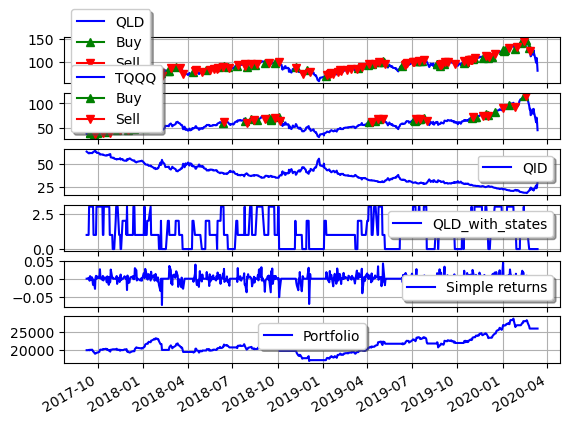 QLD
Buy
Sell
150
100
TQQQ
Buy
Sell
100
50
QID
50
25
QLD_with_states
2.5
0.0
Simple returns
0.05
0.00
−0.05
Portfolio
25000
20000
2017-10
2018-01
2018-04
2018-07
2018-10
2019-01
2019-04
2019-07
2019-10
2020-01
2020-04